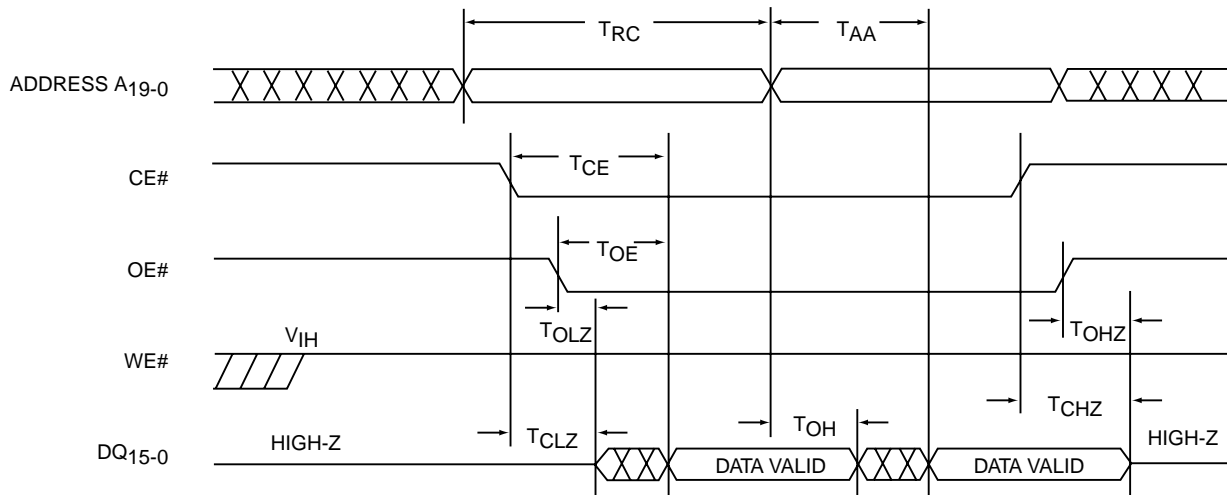 TRC TAA
ADDRESS A19-0
TCE
CE#
TOE
OE#
TOLZ TOHZ
VIH
WE#
TCHZ
TCLZ TOH
HIGH-Z HIGH-Z
DQ15-0
DATA VALID DATA VALID